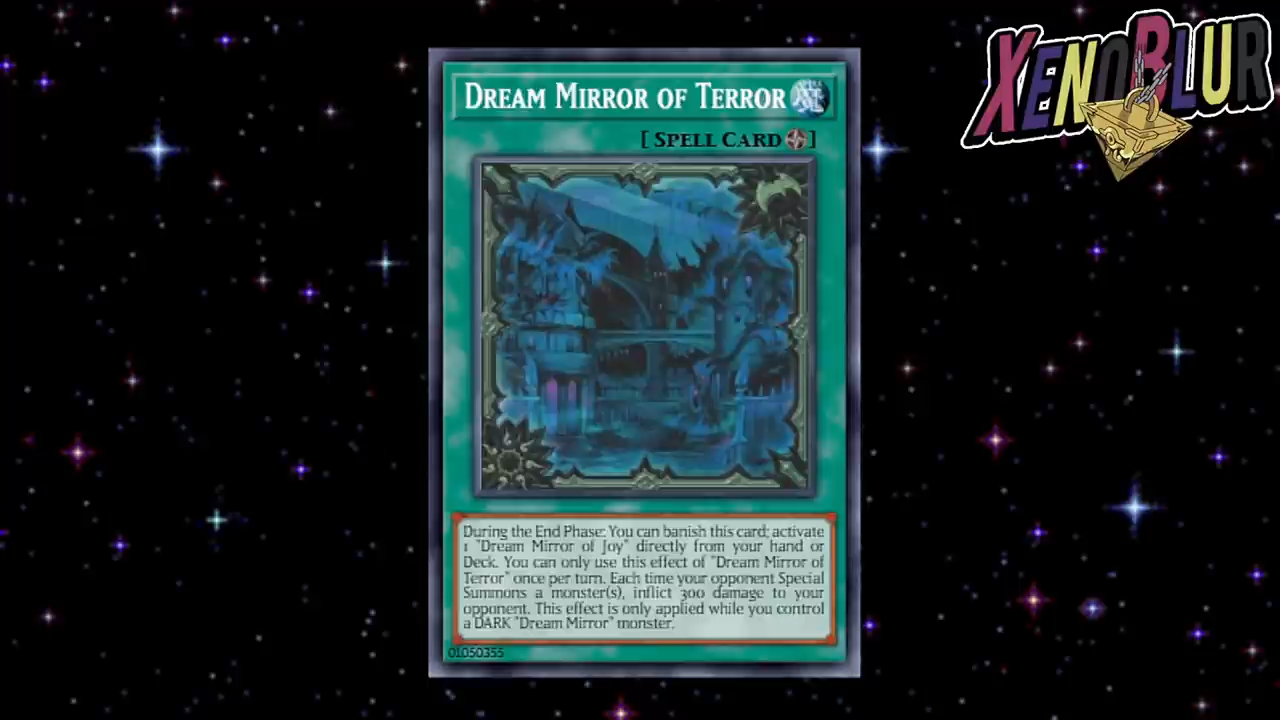 XENOBLUR
DREAM MIRROR OF TERROR
[ SPELL CARD ]
During the End Phase: You can banish this card; activate
1 "Dream Mirror of Joy" directly from your hand or
Deck. You can only use this effect of "Dream Mirror of
Terror" once per turn. Each time your opponent Special
Summons a monster(s), inflict 300 damage to your
opponent. This effect is only applied while you control
a DARK "Dream Mirror" monster.
01050355